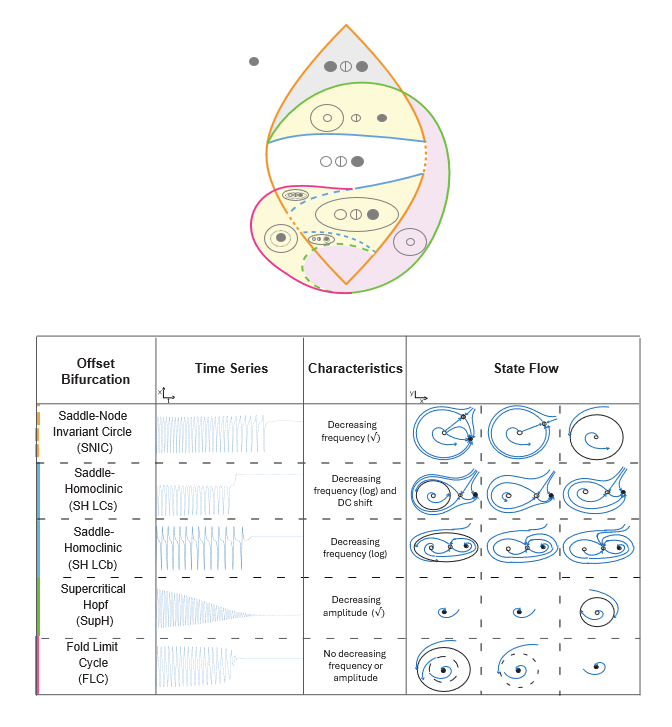 Offset
Bifurcation
Time Series
Characteristics
State Flow
Saddle-Node
Invariant Circle
(SNIC)
Decreasing
frequency (√)
Saddle-
Homoclinic
(SH LCs)
Decreasing
frequency (log) and
DC shift
Saddle-
Homoclinic
(SH LCb)
Decreasing
frequency (log)
Supercritical
Hopf
(SupH)
Decreasing
amplitude (√)
Fold Limit
Cycle
(FLC)
No decreasing
frequency or
amplitude